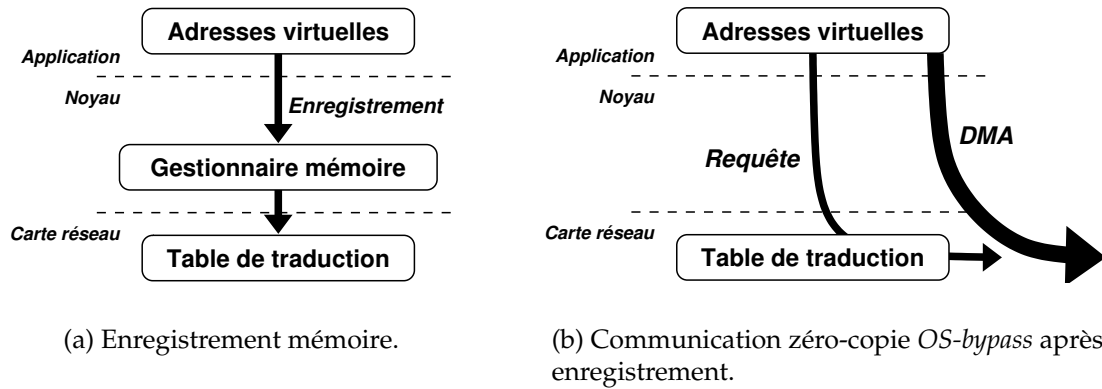 Adresses virtuelles
Application
Noyau
Enregistrement
Gestionnaire mémoire
Carte réseau
Table de traduction
(a) Enregistrement mémoire.
Adresses virtuelles
Application
Noyau
DMA
Requête
Carte réseau
Table de traduction
(b) Communication zéro-copie OS-bypass après
enregistrement.